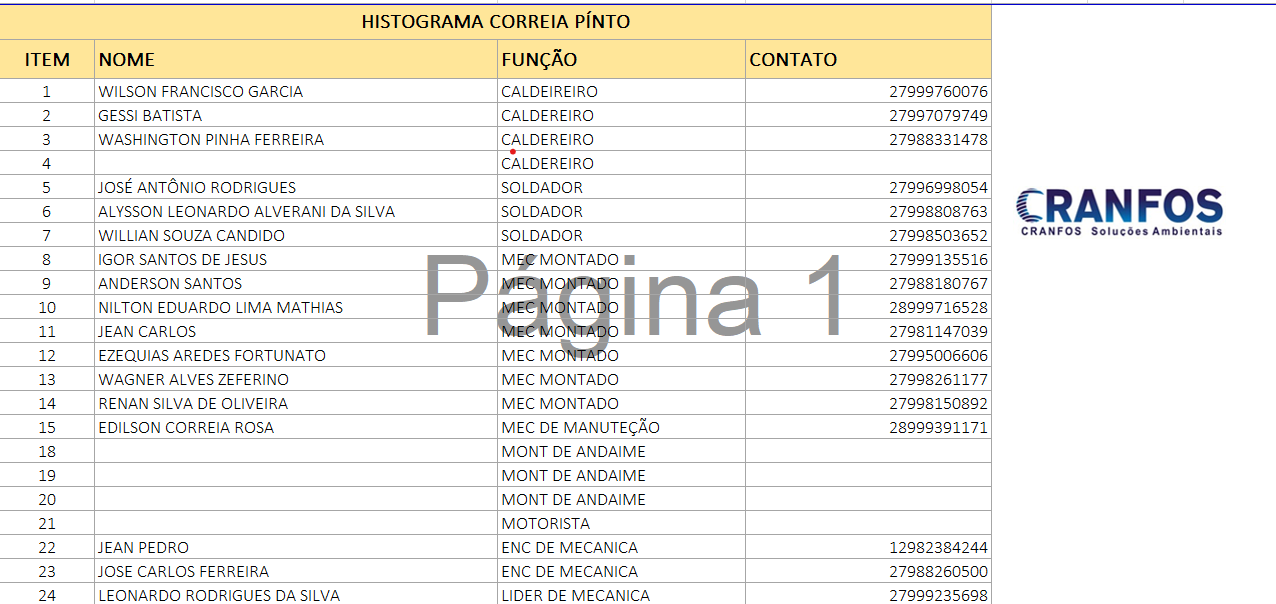 HISTOGRAMA CORREIA PÍNTO
ITEM NOME FUNÇÃO CONTATO
1 WILSON FRANCISCO GARCIA CALDEIREIRO 27999760076
2 GESSI BATISTA CALDEREIRO 27997079749
3 WASHINGTON PINHA FERREIRA CALDEREIRO 27988331478
4 CALDEREIRO
5 JOSÉ ANTÔNIO RODRIGUES SOLDADOR 27996998054
6 ALYSSON LEONARDO ALVERANI DA SILVA SOLDADOR 27998808763
7 WILLIAN SOUZA CANDIDO SOLDADOR 27998503652
8 IGOR SANTOS DE JESUS MEC MONTADO 27999135516
9 ANDERSON SANTOS MEC MONTADO 27988180767
10 NILTON EDUARDO LIMA MATHIAS MEC MONTADO 28999716528
11 JEAN CARLOS MEC MONTADO 27981147039
12 EZEQUIAS AREDES FORTUNATO MEC MONTADO 27995006606
13 WAGNER ALVES ZEFERINO MEC MONTADO 27998261177
14 RENAN SILVA DE OLIVEIRA MEC MONTADO 27998150892
15 EDILSON CORREIA ROSA MEC DE MANUTEÇÃO 28999391171
18 MONT DE ANDAIME
19 MONT DE ANDAIME
20 MONT DE ANDAIME
21 MOTORISTA
22 JEAN PEDRO ENC DE MECANICA 12982384244
23 JOSE CARLOS FERREIRA ENC DE MECANICA 27988260500
24 LEONARDO RODRIGUES DA SILVA LIDER DE MECANICA 27999235698
Página 1
CRANFOS
CRANFOS Soluções Ambientais